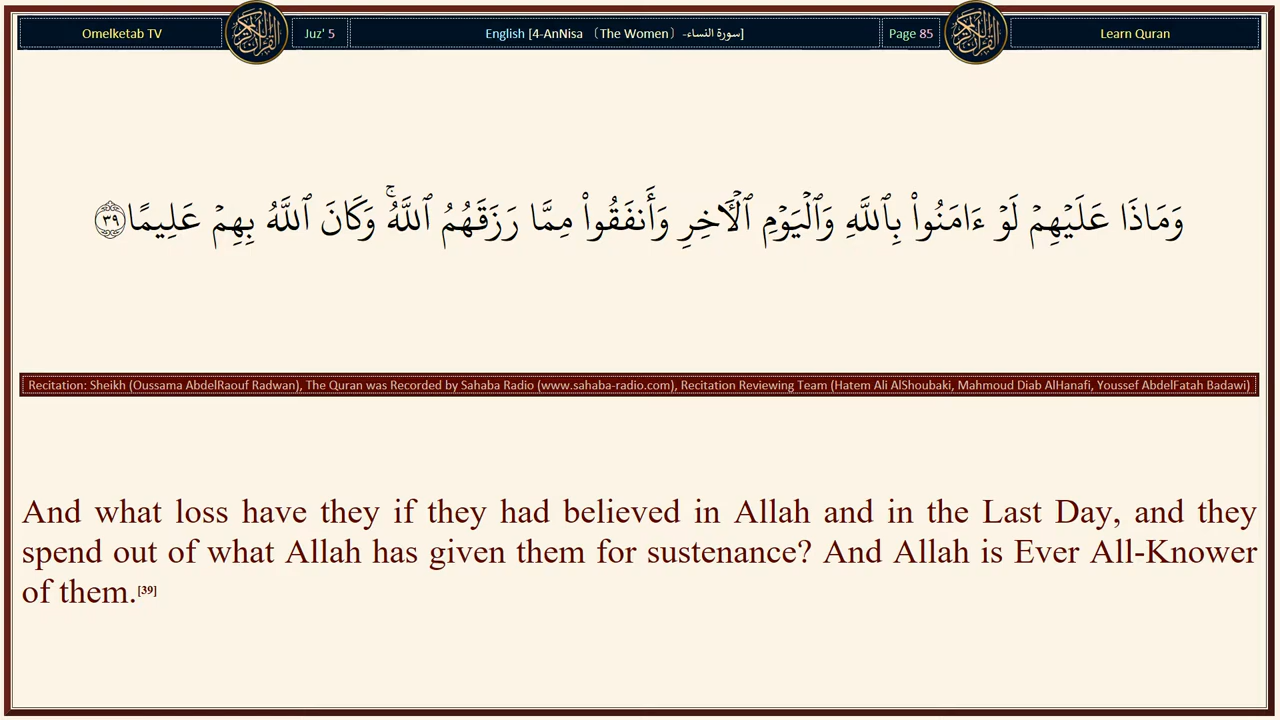 Omelketab TV
Juz' 5
English [4-AnNisa 〔The Women〕-سورة النساء]
Page 85
Learn Quran
وَمَاذَا عَلَيۡهِمۡ لَوۡ ءَامَنُواْ بِٱللَّهِ وَٱلۡيَوۡمِ ٱلۡأٓخِرِ وَأَنفَقُواْ مِمَّا رَزَقَهُمُ ٱللَّهُۚ وَكَانَ ٱللَّهُ بِهِمۡ عَلِيمًا ٣٩
Recitation: Sheikh (Oussama AbdelRaouf Radwan), The Quran was Recorded by Sahaba Radio (www.sahaba-radio.com), Recitation Reviewing Team (Hatem Ali AlShoubaki, Mahmoud Diab AlHanafi, Youssef AbdelFatah Badawi)
And what loss have they if they had believed in Allah and in the Last Day, and they
spend out of what Allah has given them for sustenance? And Allah is Ever All-Knower
of them.[39]